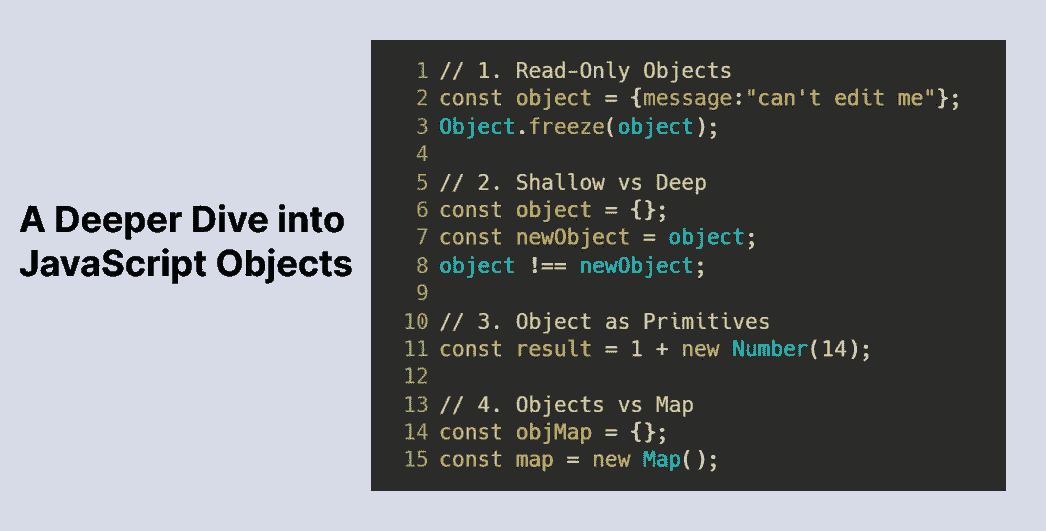 A Deeper Dive into
JavaScript Objects
1 // 1. Read-Only Objects
2 const object = {message:"can't edit me"};
3 Object.freeze(object);
4
5 // 2. Shallow vs Deep
6 const object = {};
7 const newObject = object;
8 object !== newObject;
9
10 // 3. Object as Primitives
11 const result = 1 + new Number(14);
12
13 // 4. Objects vs Map
14 const objMap = {};
15 const map = new Map();